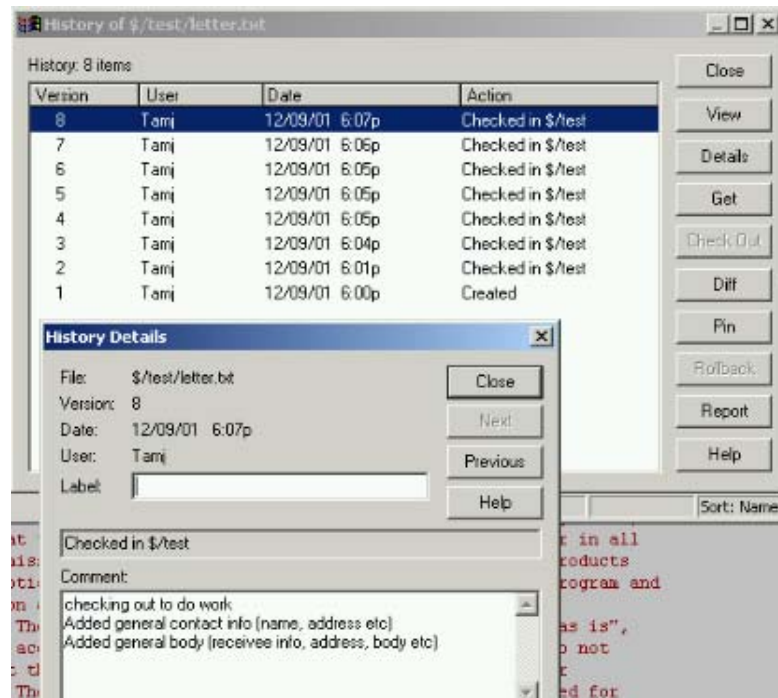 History of $/test/letter.txt
History: 8 items
Close
Version User Date Action
8 Tamj 12/09/01 6:07p Checked in $/test
View
7 Tamj 12/09/01 6:06p Checked in $/test
6 Tamj 12/09/01 6:05p Checked in $/test
Details
5 Tamj 12/09/01 6:05p Checked in $/test
Get
4 Tamj 12/09/01 6:05p Checked in $/test
3 Tamj 12/09/01 6:04p Checked in $/test
Check Out
2 Tamj 12/09/01 6:01p Checked in $/test
1 Tamj 12/09/01 6:00p Created
Diff
Pin
Rollback
Report
Help
History Details
File: $/test/letter.txt
Close
Version: 8
Date: 12/09/01 6:07p
Next
User: Tamj
Previous
Label:
Help
Sort: Name
Checked in $/test
Comment:
checking out to do work
Added general contact info (name, address etc)
Added general body (receivee info, address, body etc)
r in all
roducts
rogram and
as is",
o not
ed for